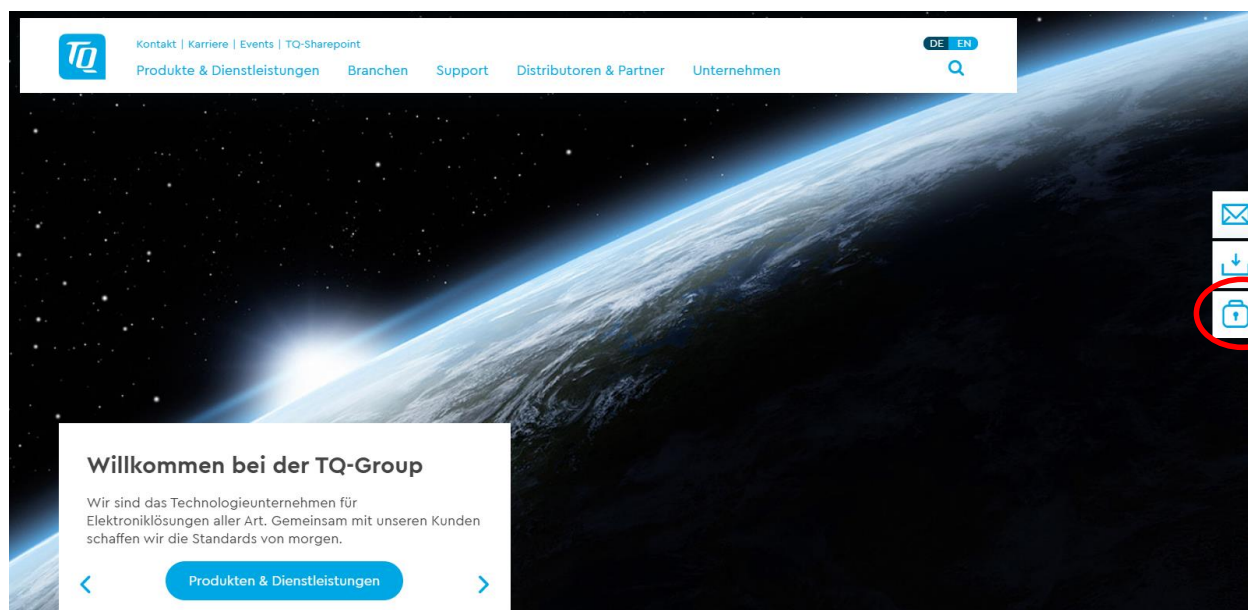 TQ
Kontakt | Karriere | Events | TQ-Sharepoint
DE EN
Produkte & Dienstleistungen Branchen Support Distributoren & Partner Unternehmen
Willkommen bei der TQ-Group
Wir sind das Technologieunternehmen für
Elektroniklösungen aller Art. Gemeinsam mit unseren Kunden
schaffen wir die Standards von morgen.
Produkten & Dienstleistungen